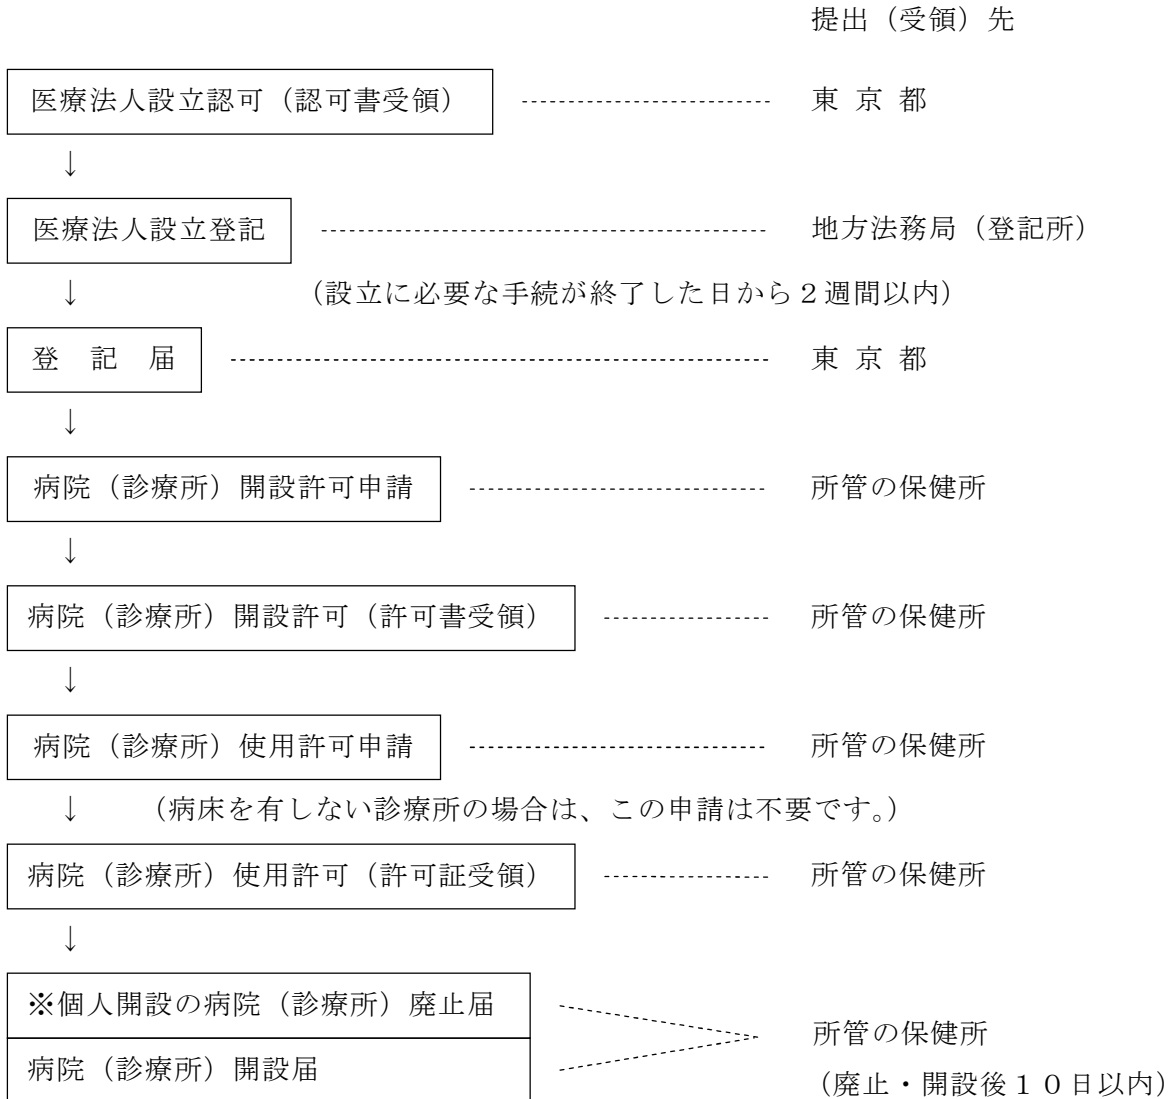 提出（受領）先
医療法人設立認可（認可書受領） 東 京 都
↓
医療法人設立登記 地方法務局（登記所）
↓ （設立に必要な手続が終了した日から２週間以内）
登 記 届 東 京 都
↓
病院（診療所）開設許可申請 所管の保健所
↓
病院（診療所）開設許可（許可書受領） 所管の保健所
↓
病院（診療所）使用許可申請 所管の保健所
↓ （病床を有しない診療所の場合は、この申請は不要です。）
病院（診療所）使用許可（許可証受領） 所管の保健所
↓
※個人開設の病院（診療所）廃止届
所管の保健所
病院（診療所）開設届
（廃止・開設後１０日以内）